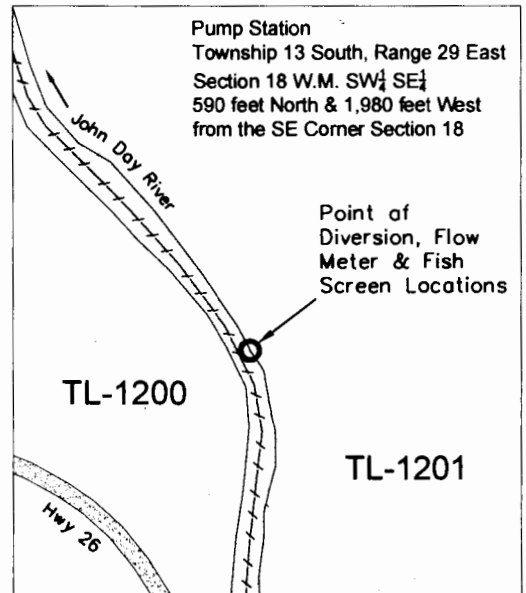 Pump Station
Township 13 South, Range 29 East
Section 18 W.M. SW¼ SE¼
590 feet North & 1,980 feet West
from the SE Corner Section 18
John Day River
Point of
Diversion, Flow
Meter & Fish
Screen Locations
TL-1200
TL-1201
Hwy 26